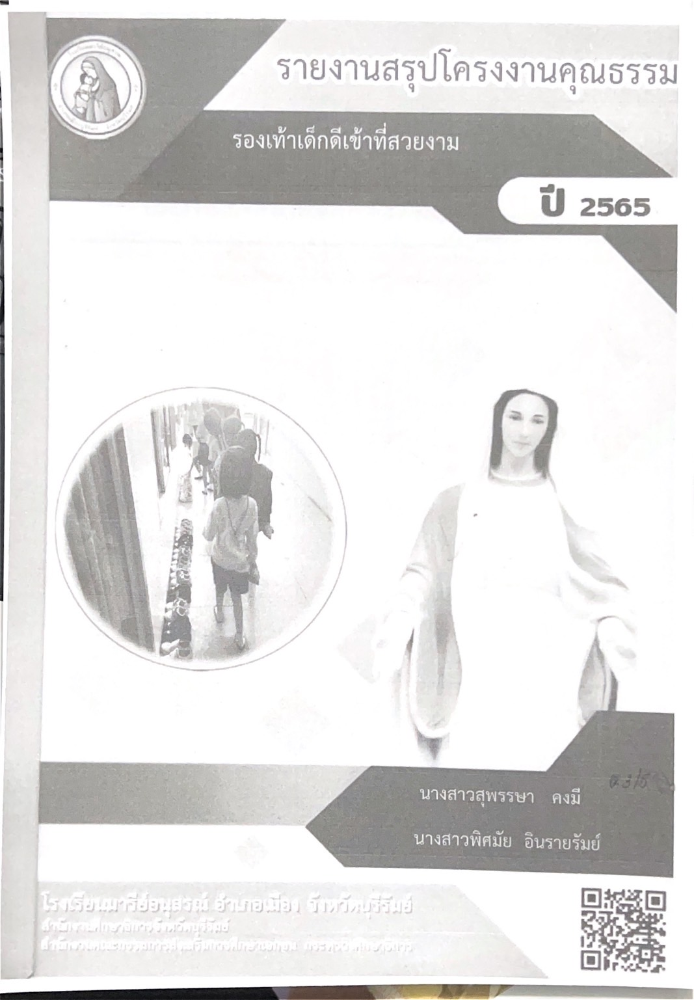 รายงานสรุปโครงงานคุณธรรม
รองเท้าเด็กดีเข้าที่สวยงาม
ปี 2565
นางสาวสุพรรษา คงมี
นางสาวพิศมัย อินรายรัมย์
โรงเรียนมารีย์อนุสรณ์ อำเภอเมือง จังหวัดบุรีรัมย์
สำนักงานศึกษาธิการจังหวัดบุรีรัมย์
สำนักงานคณะกรรมการส่งเสริมการศึกษาเอกชน กระทรวงศึกษาธิการ